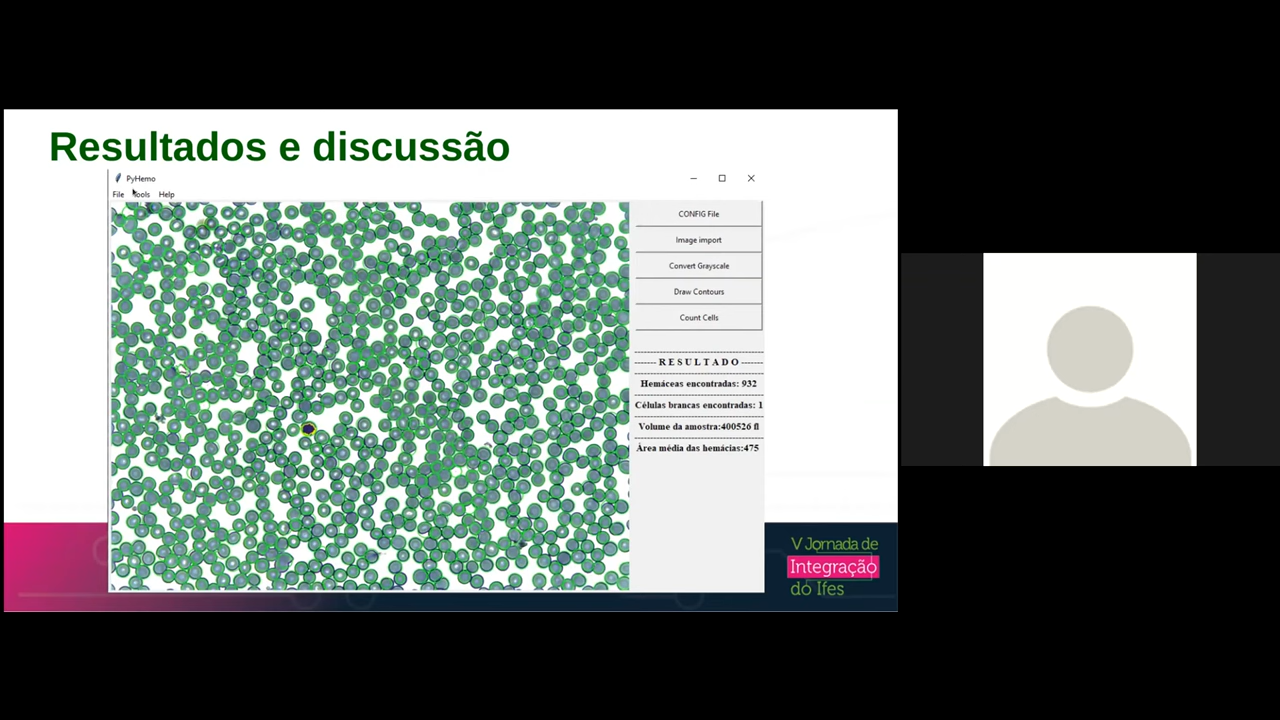 Resultados e discussão
PyHemo
File Tools Help
CONFIG File
Image import
Convert Grayscale
Draw Contours
Count Cells
------- R E S U L T A D O -------
Hemáceas encontradas: 932
Células brancas encontradas: 1
Volume da amostra:400526 fl
Área média das hemácias:475
V Jornada de
Integração
do Ifes